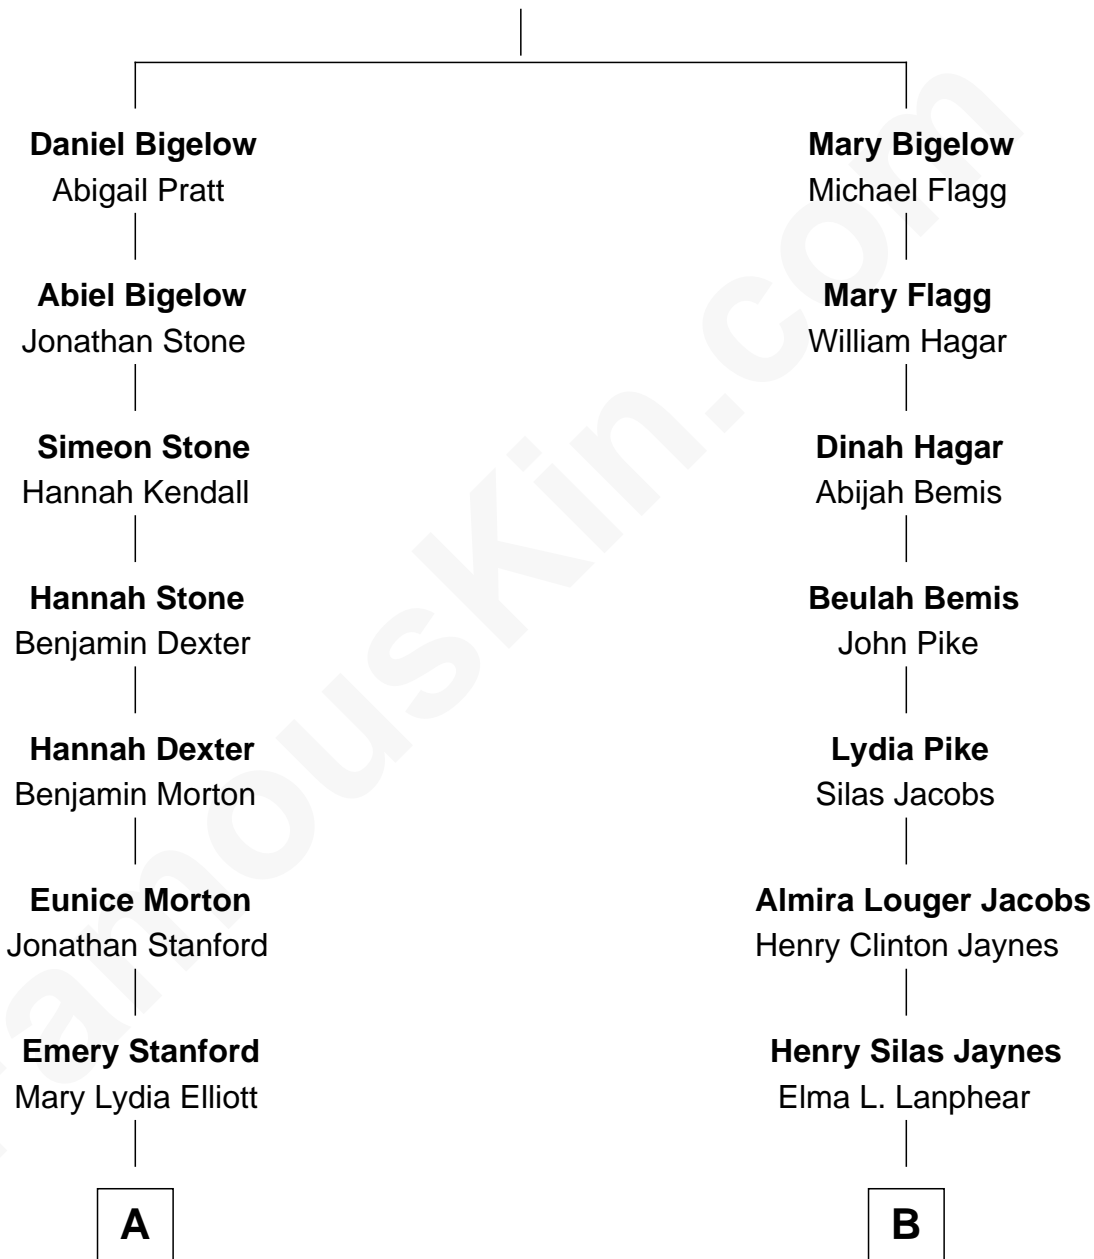 Daniel Bigelow
Abigail Pratt
Abiel Bigelow
Jonathan Stone
Simeon Stone
Hannah Kendall
Hannah Stone
Benjamin Dexter
Hannah Dexter
Benjamin Morton
Eunice Morton
Jonathan Stanford
Emery Stanford
Mary Lydia Elliott
A
Mary Bigelow
Michael Flagg
Mary Flagg
William Hagar
Dinah Hagar
Abijah Bemis
Beulah Bemis
John Pike
Lydia Pike
Silas Jacobs
Almira Louger Jacobs
Henry Clinton Jaynes
Henry Silas Jaynes
Elma L. Lanphear
B
FamousKin.com